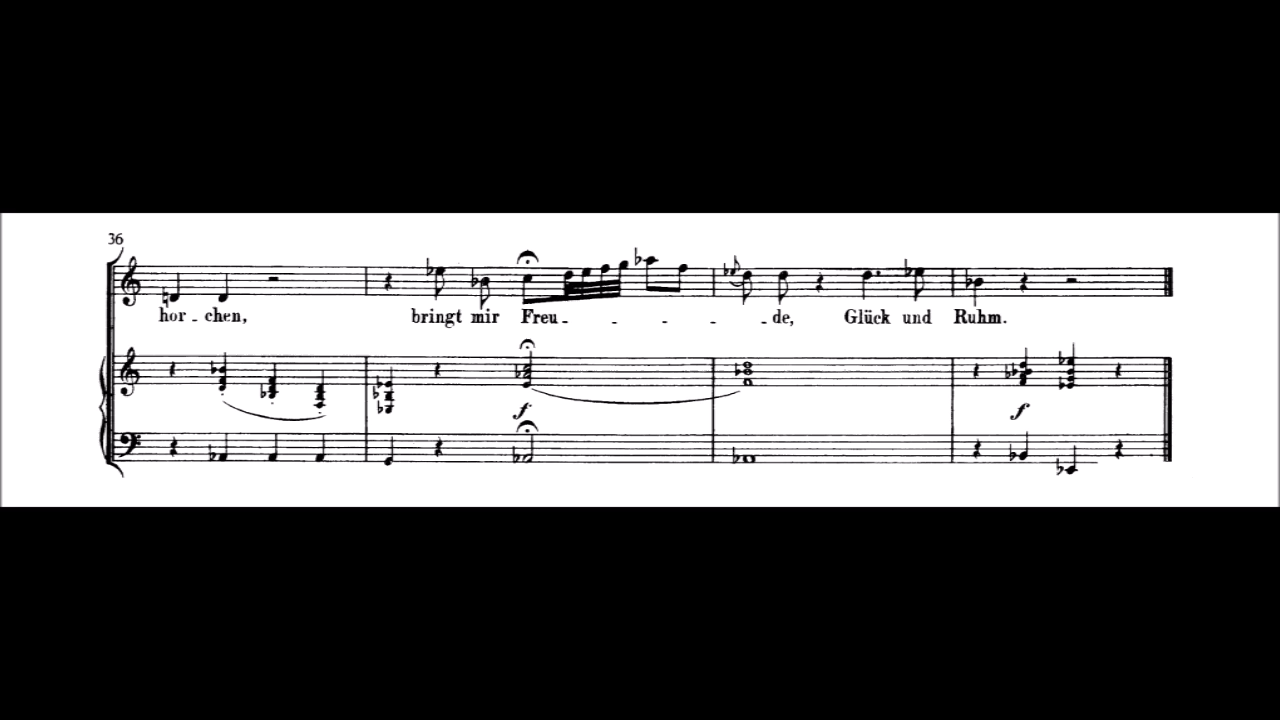 36
hor - chen, bringt mir Freu - - - - - de, Glück und Ruhm.
f f